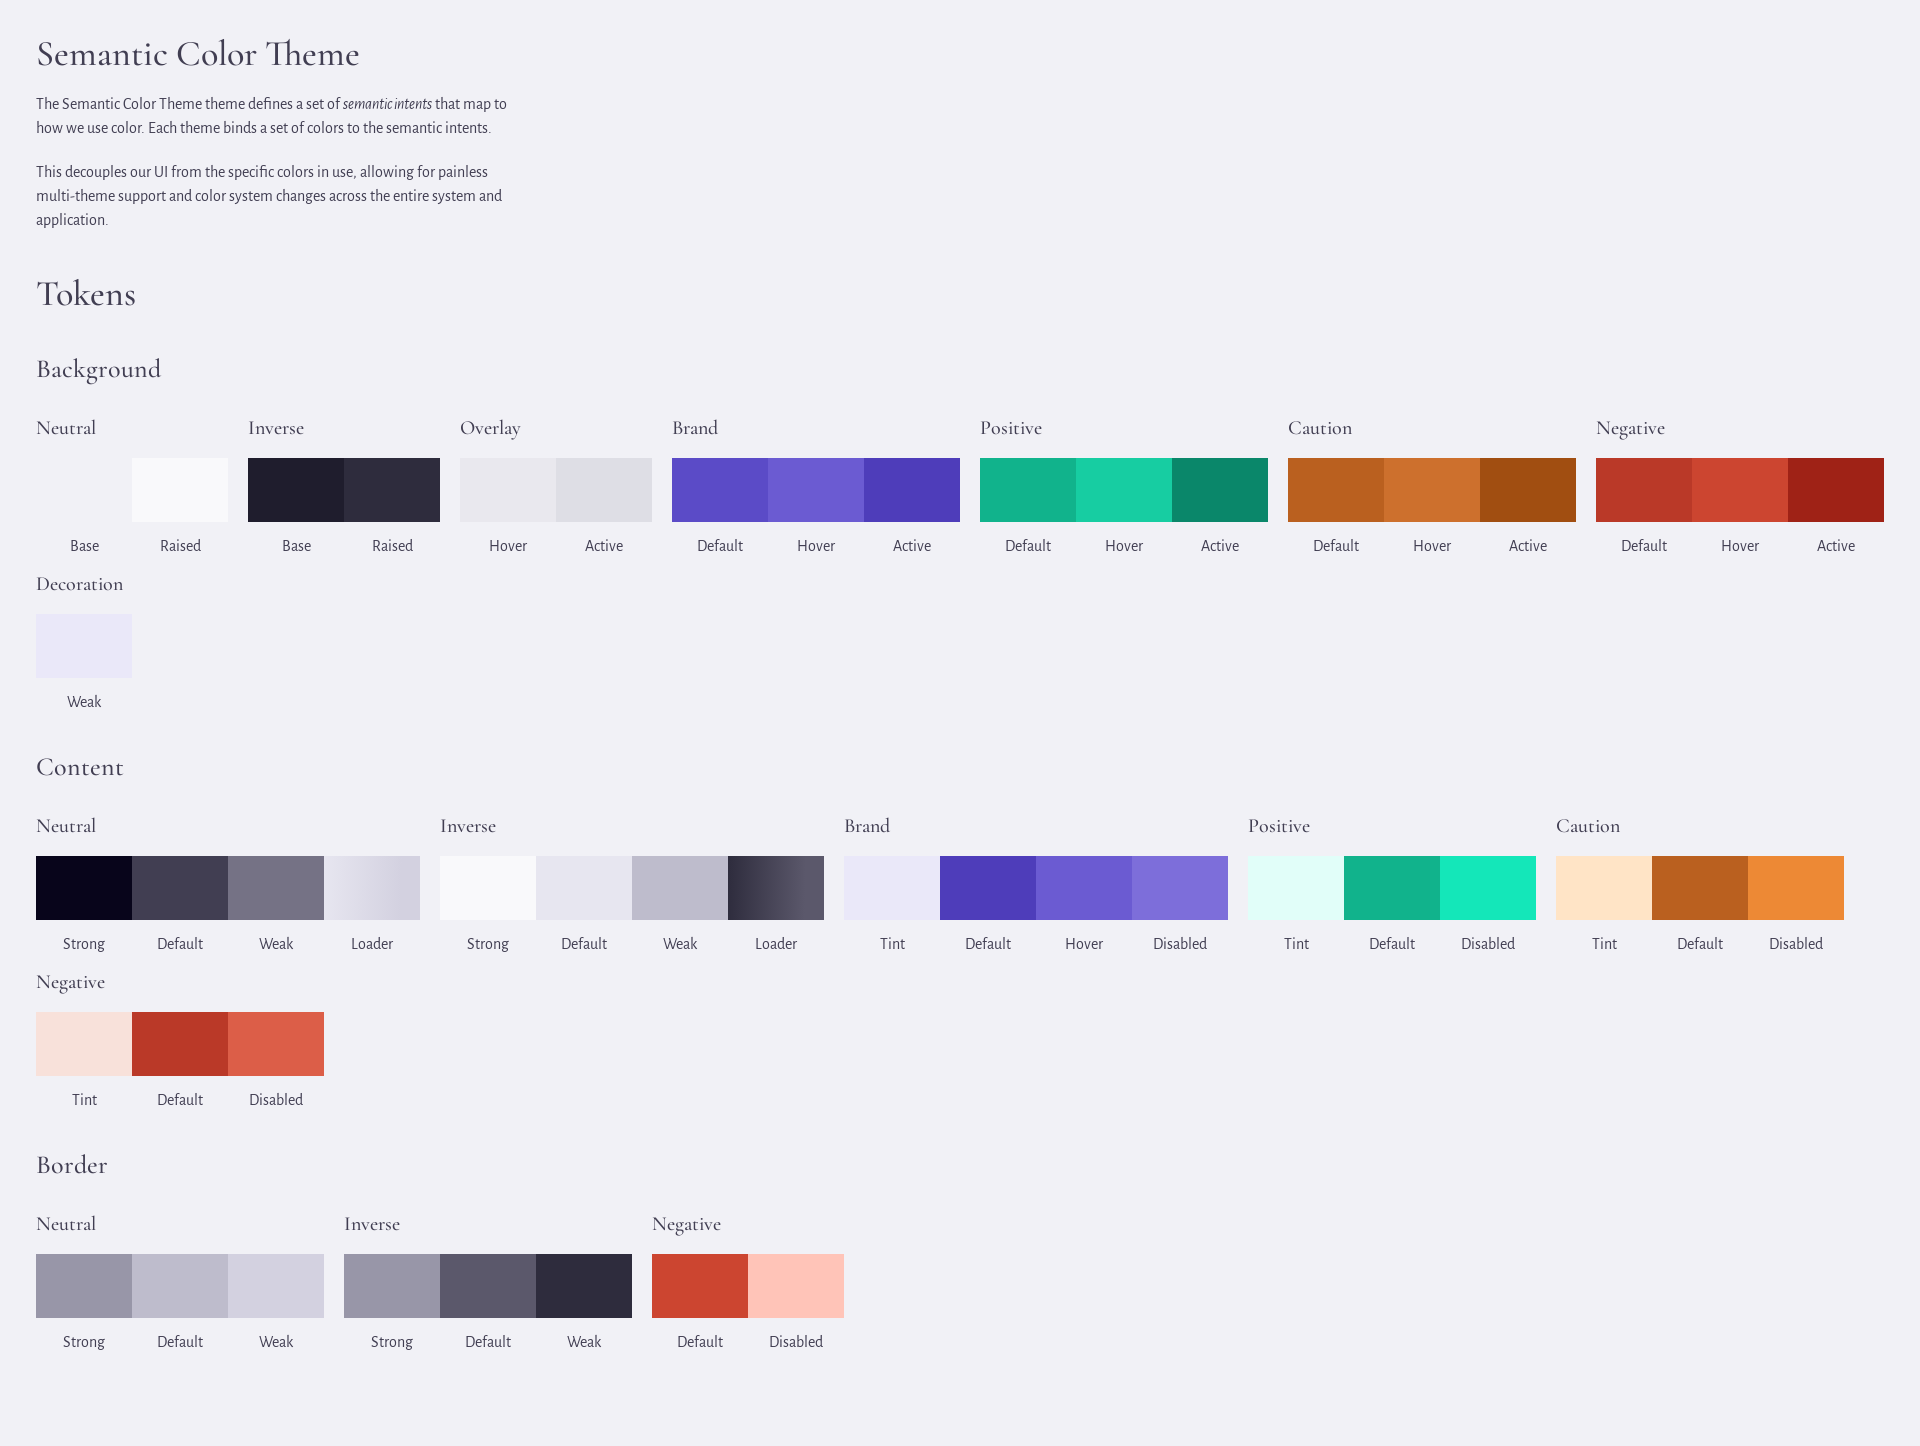 Semantic Color Theme
The Semantic Color Theme theme defines a set of semantic intents that map to
how we use color. Each theme binds a set of colors to the semantic intents.
This decouples our UI from the specific colors in use, allowing for painless
multi-theme support and color system changes across the entire system and
application.
Tokens
Background
Neutral Inverse Overlay Brand Positive Caution Negative
Base Raised Base Raised Hover Active Default Hover Active Default Hover Active Default Hover Active Default Hover Active
Decoration
Weak
Content
Neutral Inverse Brand Positive Caution
Strong Default Weak Loader Strong Default Weak Loader Tint Default Hover Disabled Tint Default Disabled Tint Default Disabled
Negative
Tint Default Disabled
Border
Neutral Inverse Negative
Strong Default Weak Strong Default Weak Default Disabled